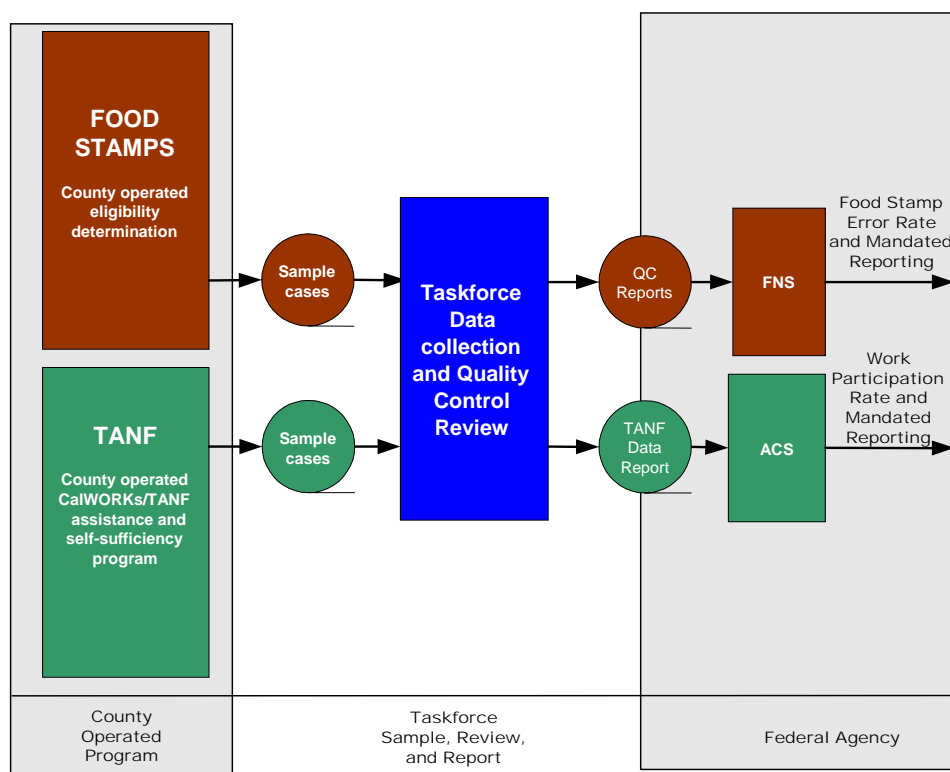 FOOD
STAMPS
County operated
eligibility
determination
TANF
County operated
CalWORKs/TANF
assistance and
self-sufficiency
program
Sample
cases
Sample
cases
Taskforce
Data
collection
and Quality
Control
Review
QC
Reports
TANF
Data
Report
FNS
ACS
Food Stamp
Error Rate
and Mandated
Reporting
Work
Participation
Rate and
Mandated
Reporting
County
Operated
Program
Taskforce
Sample, Review,
and Report
Federal Agency